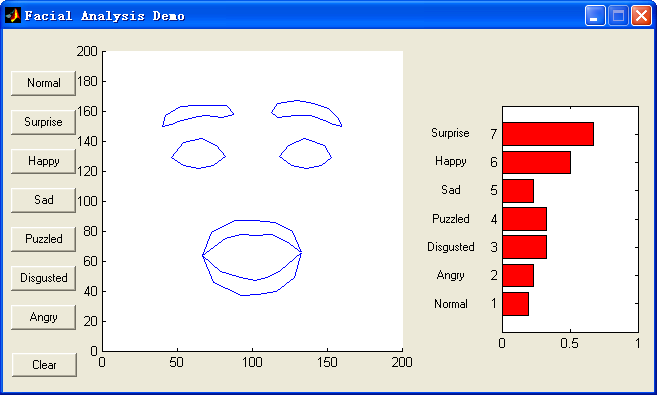 Facial Analysis Demo
Normal
Surprise
Happy
Sad
Puzzled
Disgusted
Angry
Clear
200
180
160
140
120
100
80
60
40
20
0
0 50 100 150 200
Surprise 7
Happy 6
Sad 5
Puzzled 4
Disgusted 3
Angry 2
Normal 1
0 0.5 1